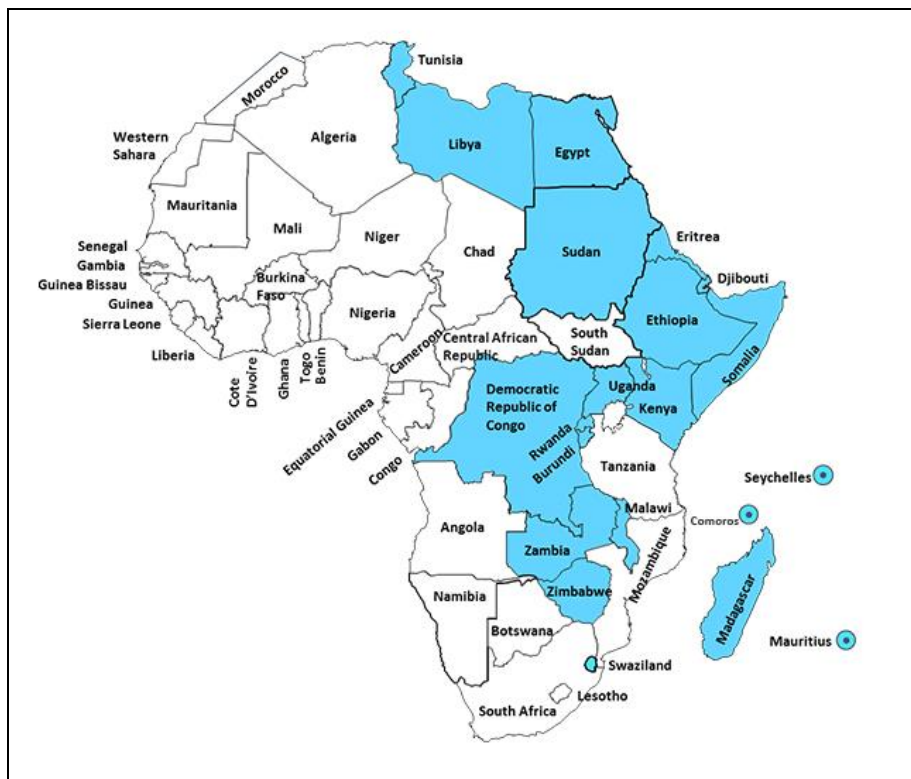 Tunisia
Morocco
Algeria
Libya
Egypt
Western
Sahara
Mauritania
Mali
Niger
Chad
Sudan
Eritrea
Senegal
Gambia
Guinea Bissau
Guinea
Sierra Leone
Liberia
Burkina
Faso
Cote
D'Ivoire
Ghana
Togo
Benin
Nigeria
Cameroon
Central African
Republic
South
Sudan
Djibouti
Ethiopia
Somalia
Equatorial Guinea
Gabon
Congo
Democratic
Republic of
Congo
Uganda
Kenya
Rwanda
Burundi
Tanzania
Seychelles
Malawi
Comoros
Angola
Zambia
Mozambique
Zimbabwe
Madagascar
Mauritius
Namibia
Botswana
Swaziland
Lesotho
South Africa